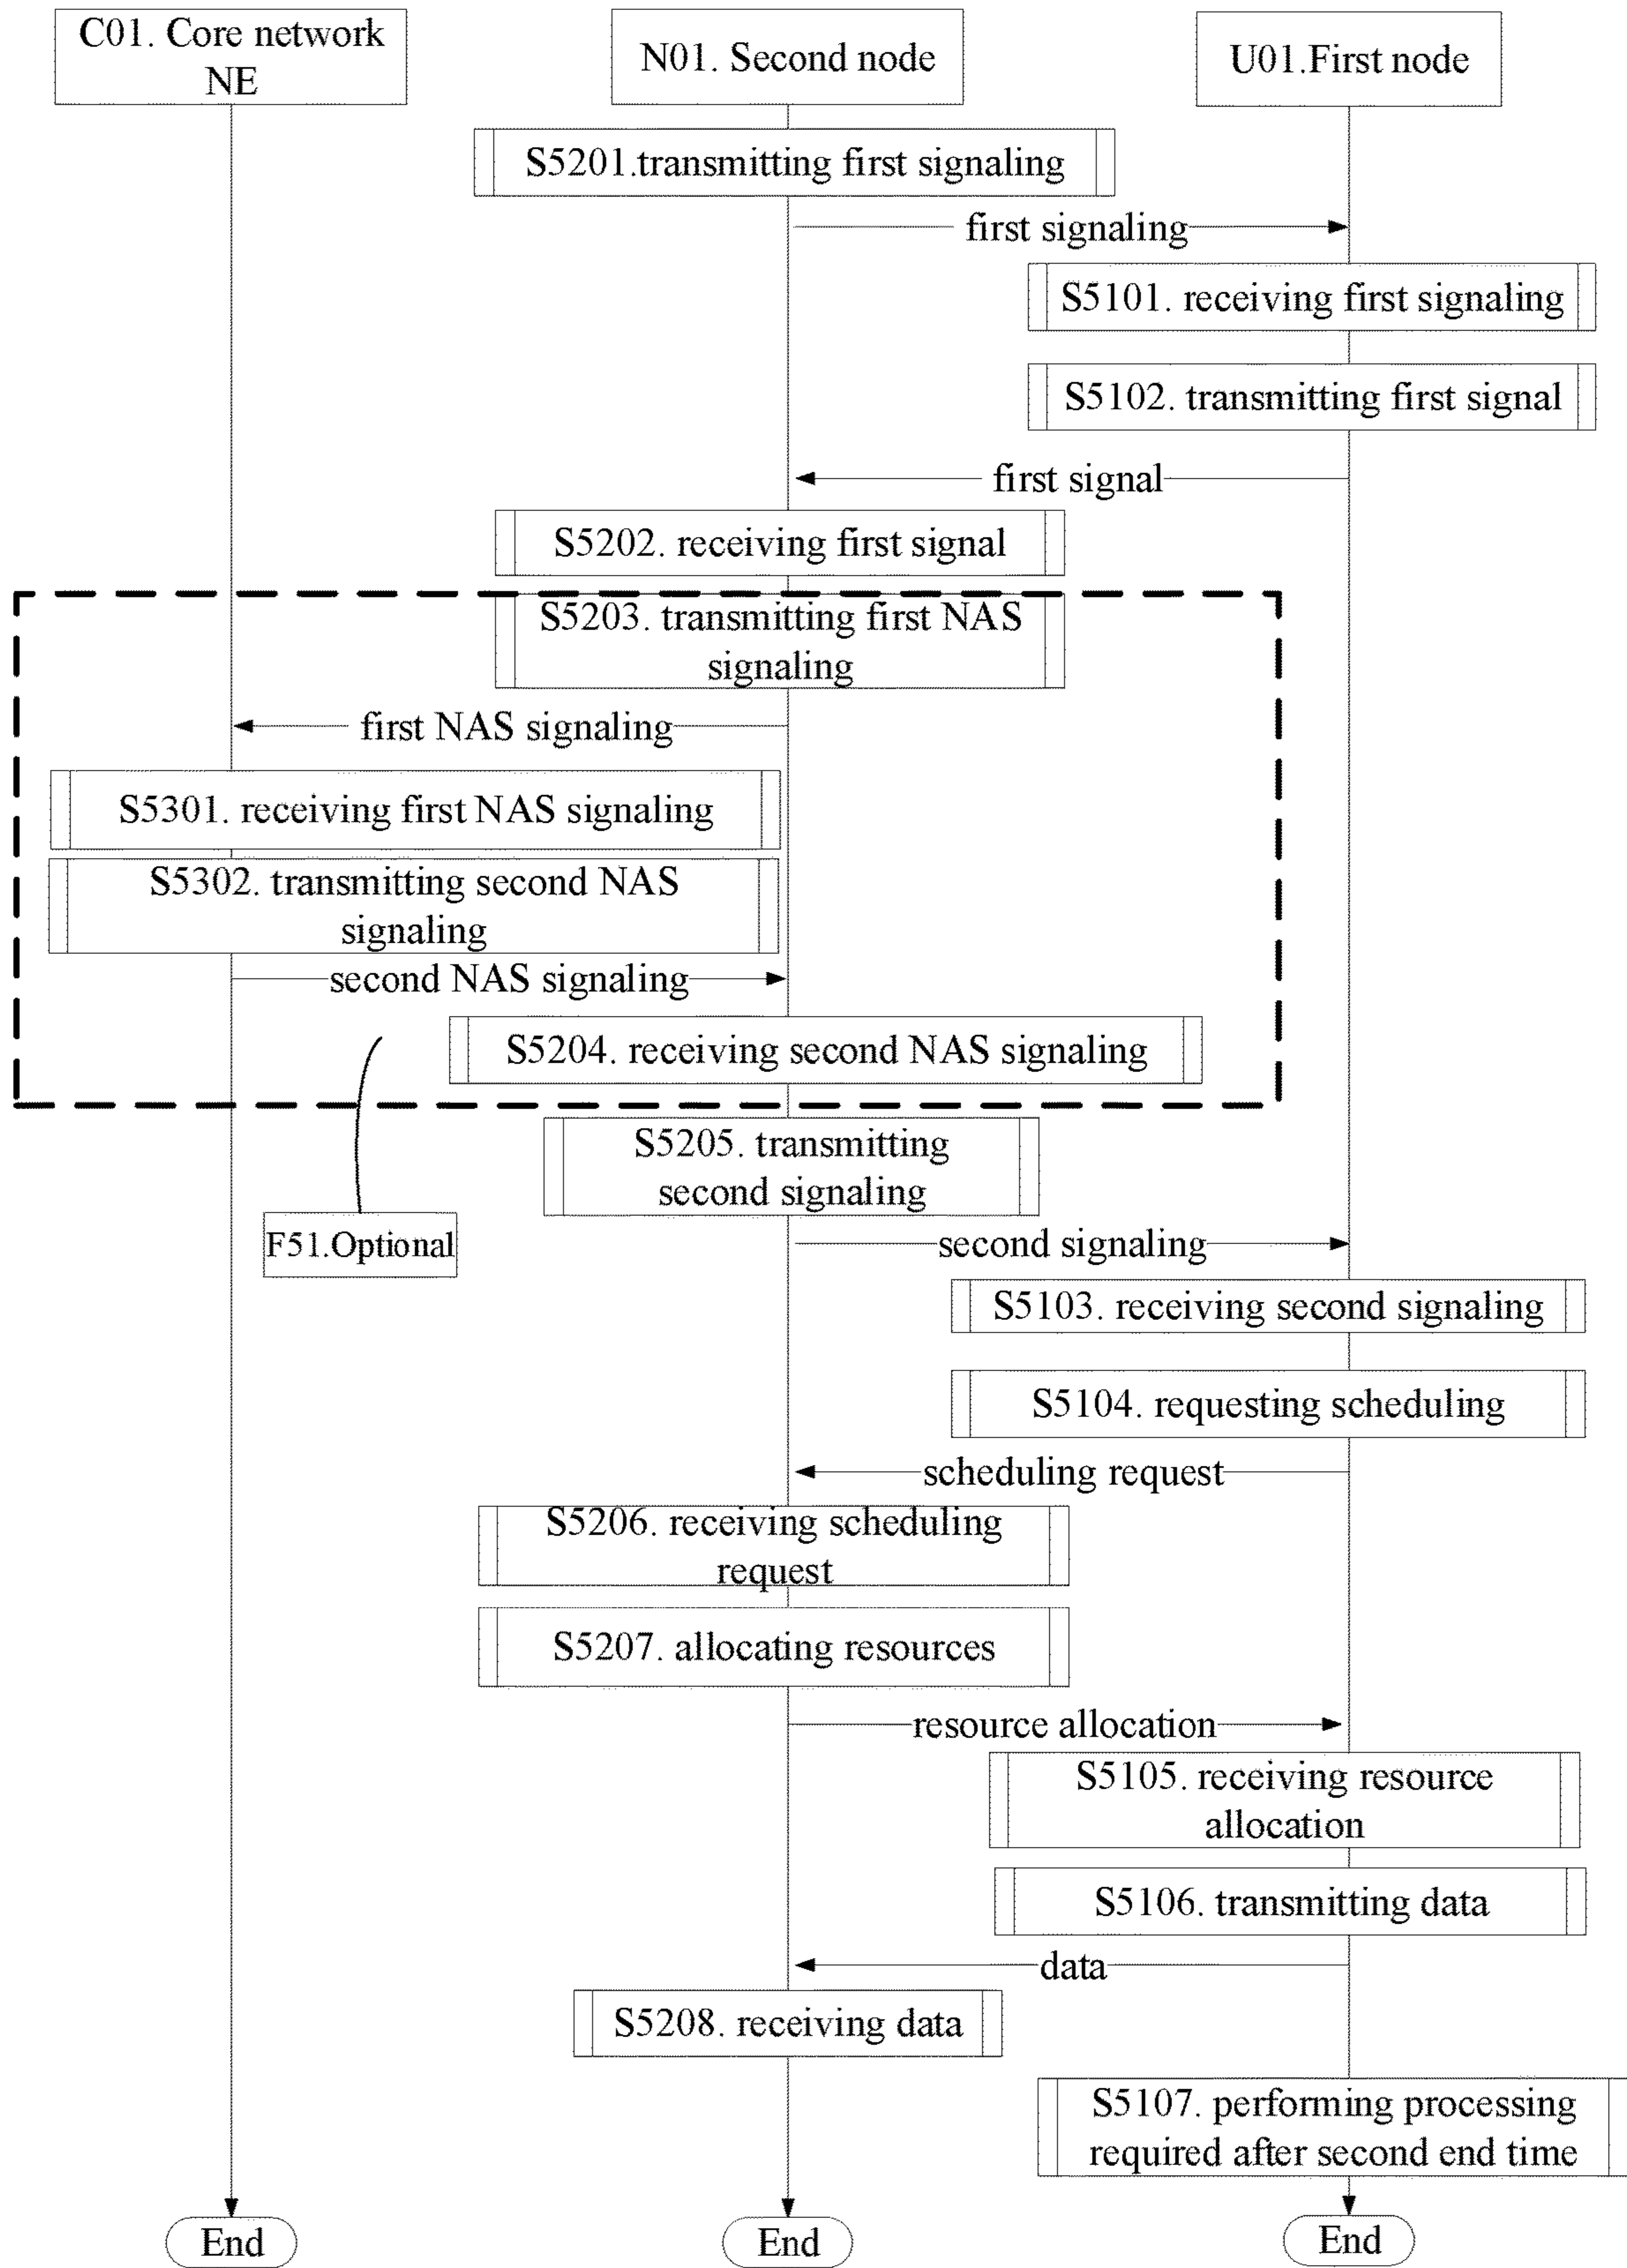 C01. Core network
NE
N01. Second node
U01.First node
S5201.transmitting first signaling
first signaling
S5101. receiving first signaling
S5102. transmitting first signal
first signal
S5202. receiving first signal
S5203. transmitting first NAS
signaling
first NAS signaling
S5301. receiving first NAS signaling
S5302. transmitting second NAS
signaling
second NAS signaling
S5204. receiving second NAS signaling
S5205. transmitting
second signaling
F51.Optional
second signaling
S5103. receiving second signaling
S5104. requesting scheduling
scheduling request
S5206. receiving scheduling
request
S5207. allocating resources
resource allocation
S5105. receiving resource
allocation
S5106. transmitting data
data
S5208. receiving data
S5107. performing processing
required after second end time
End
End
End